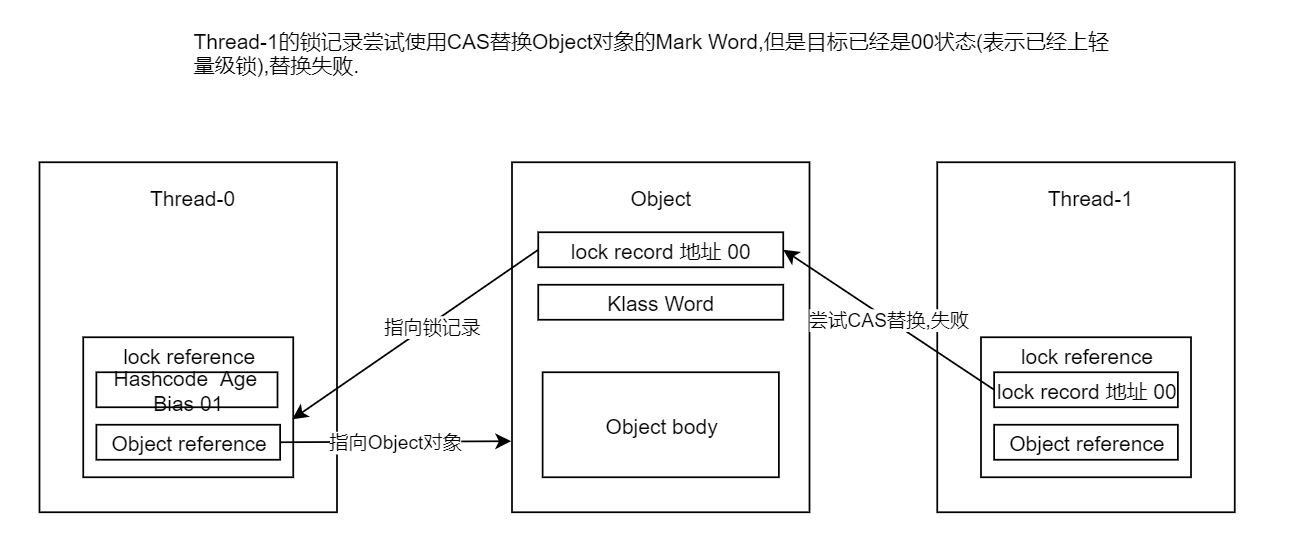 Thread-1的锁记录尝试使用CAS替换Object对象的Mark Word,但是目标已经是00状态(表示已经上轻
量级锁),替换失败.
Thread-0
Object
Thread-1
lock record 地址 00
Klass Word
指向锁记录
尝试CAS替换,失败
lock reference
Hashcode Age
Bias 01
Object reference
指向Object对象
Object body
lock reference
lock record 地址 00
Object reference